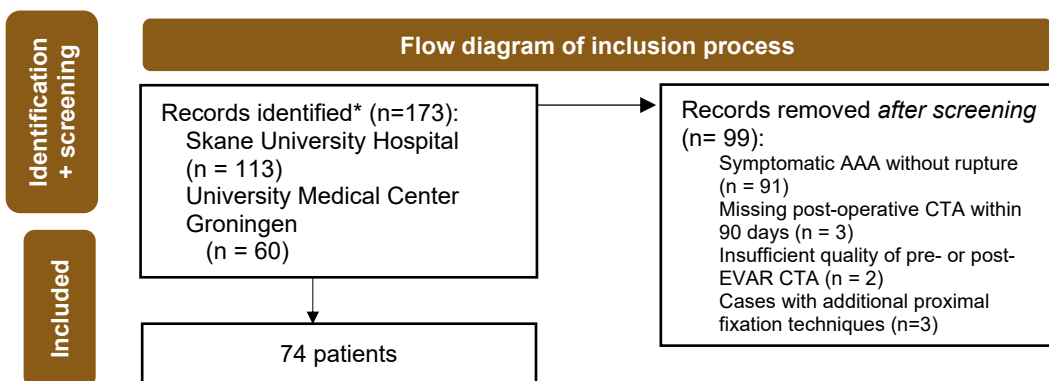 Flow diagram of inclusion process
Identification
+ screening
Records identified* (n=173):
Skane University Hospital
(n = 113)
University Medical Center
Groningen
(n = 60)
Records removed after screening
(n= 99):
Symptomatic AAA without rupture
(n = 91)
Missing post-operative CTA within
90 days (n = 3)
Insufficient quality of pre- or post-
EVAR CTA (n = 2)
Cases with additional proximal
fixation techniques (n=3)
Included
74 patients